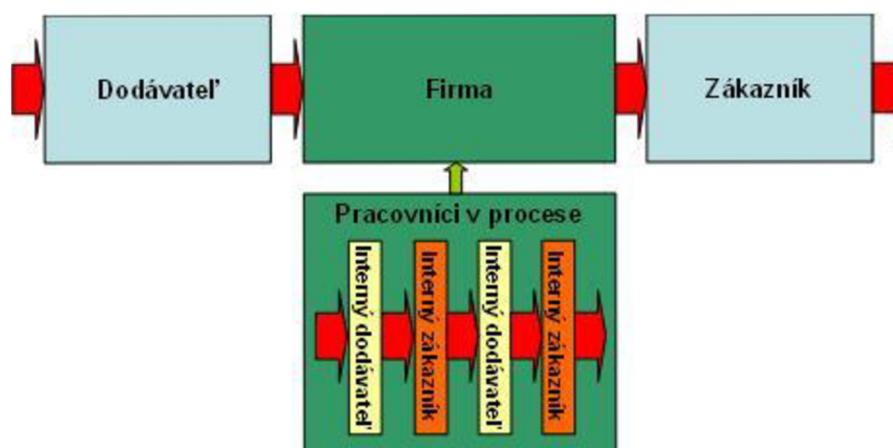 Dodávateľ
Firma
Zákazník
Pracovníci v procese
Interný dodávateľ
Interný zákazník
Interný dodávateľ
Interný zákazník